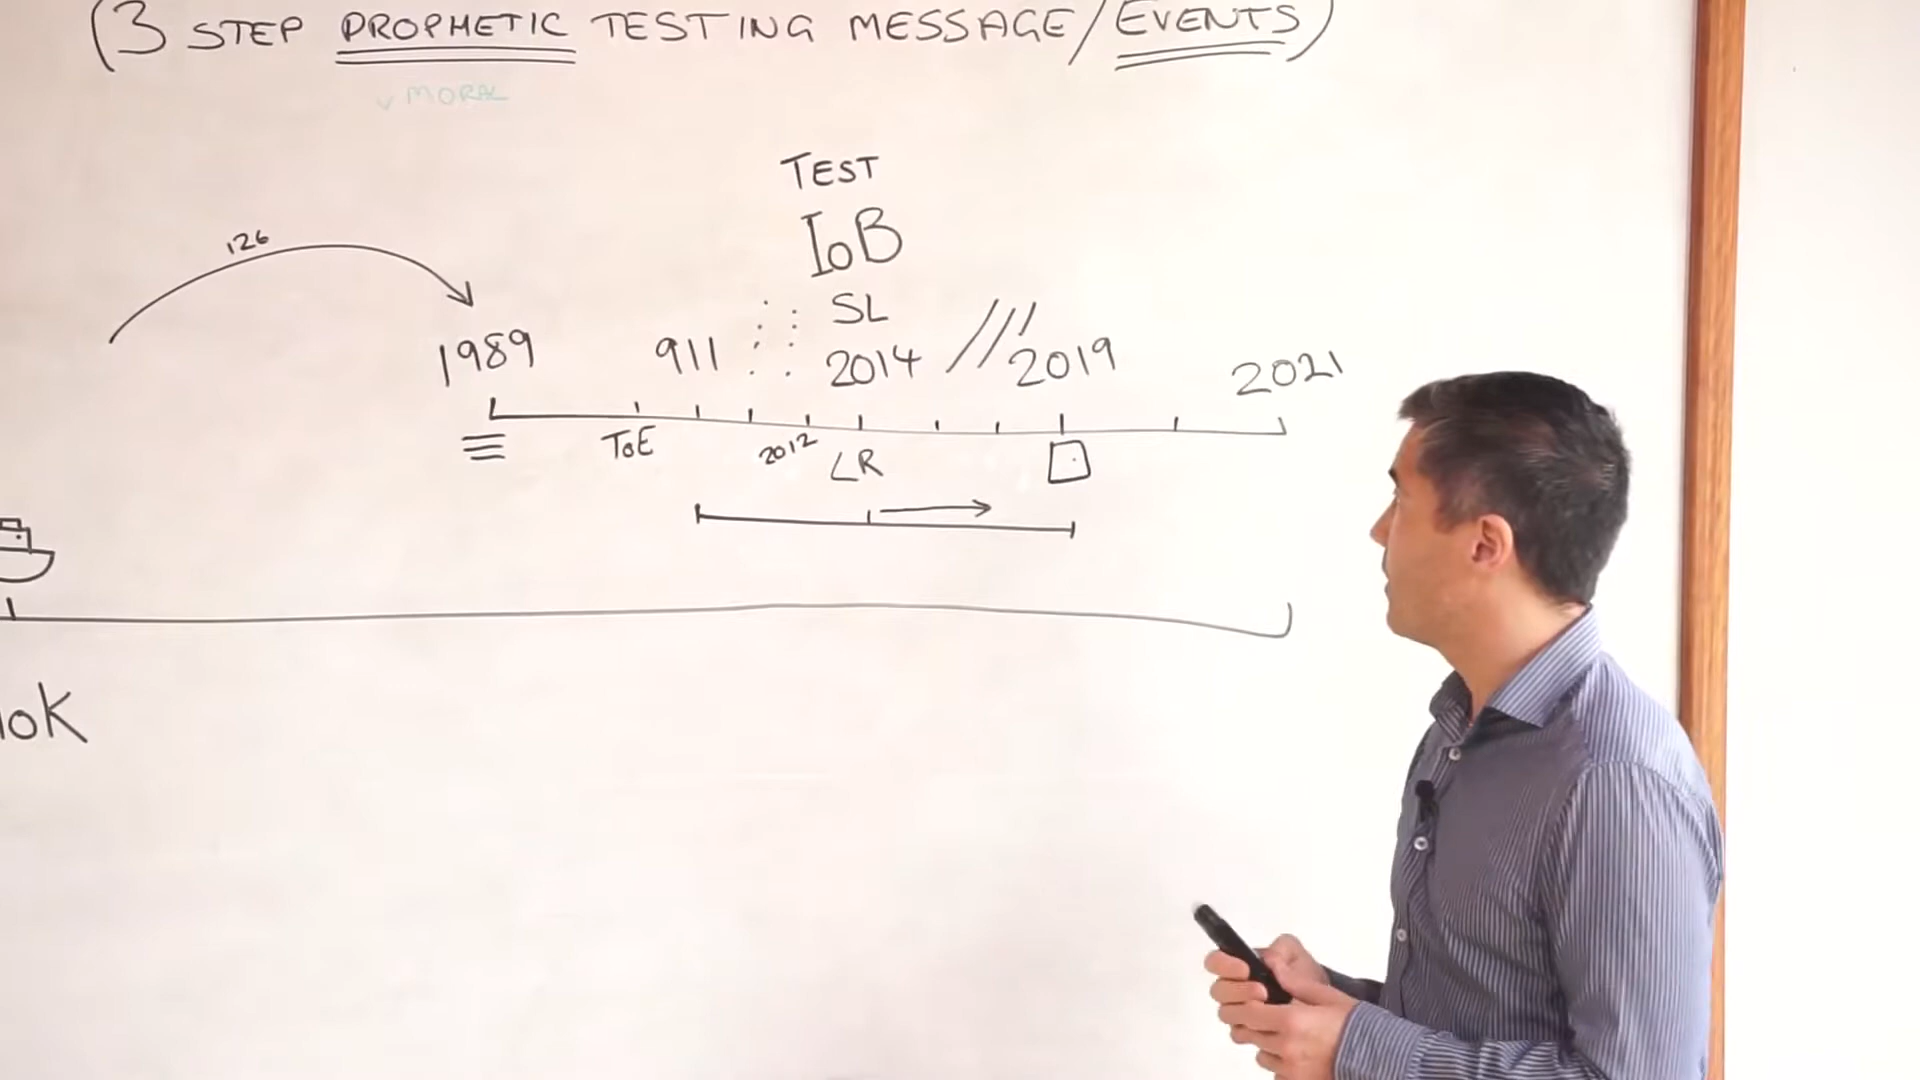 (3 STEP PROPHETIC TESTING MESSAGE/EVENTS)
v MORAL
TEST
126
IoB
SL
1989 911 2014 2019 2021
ToE 2012 LR
10K